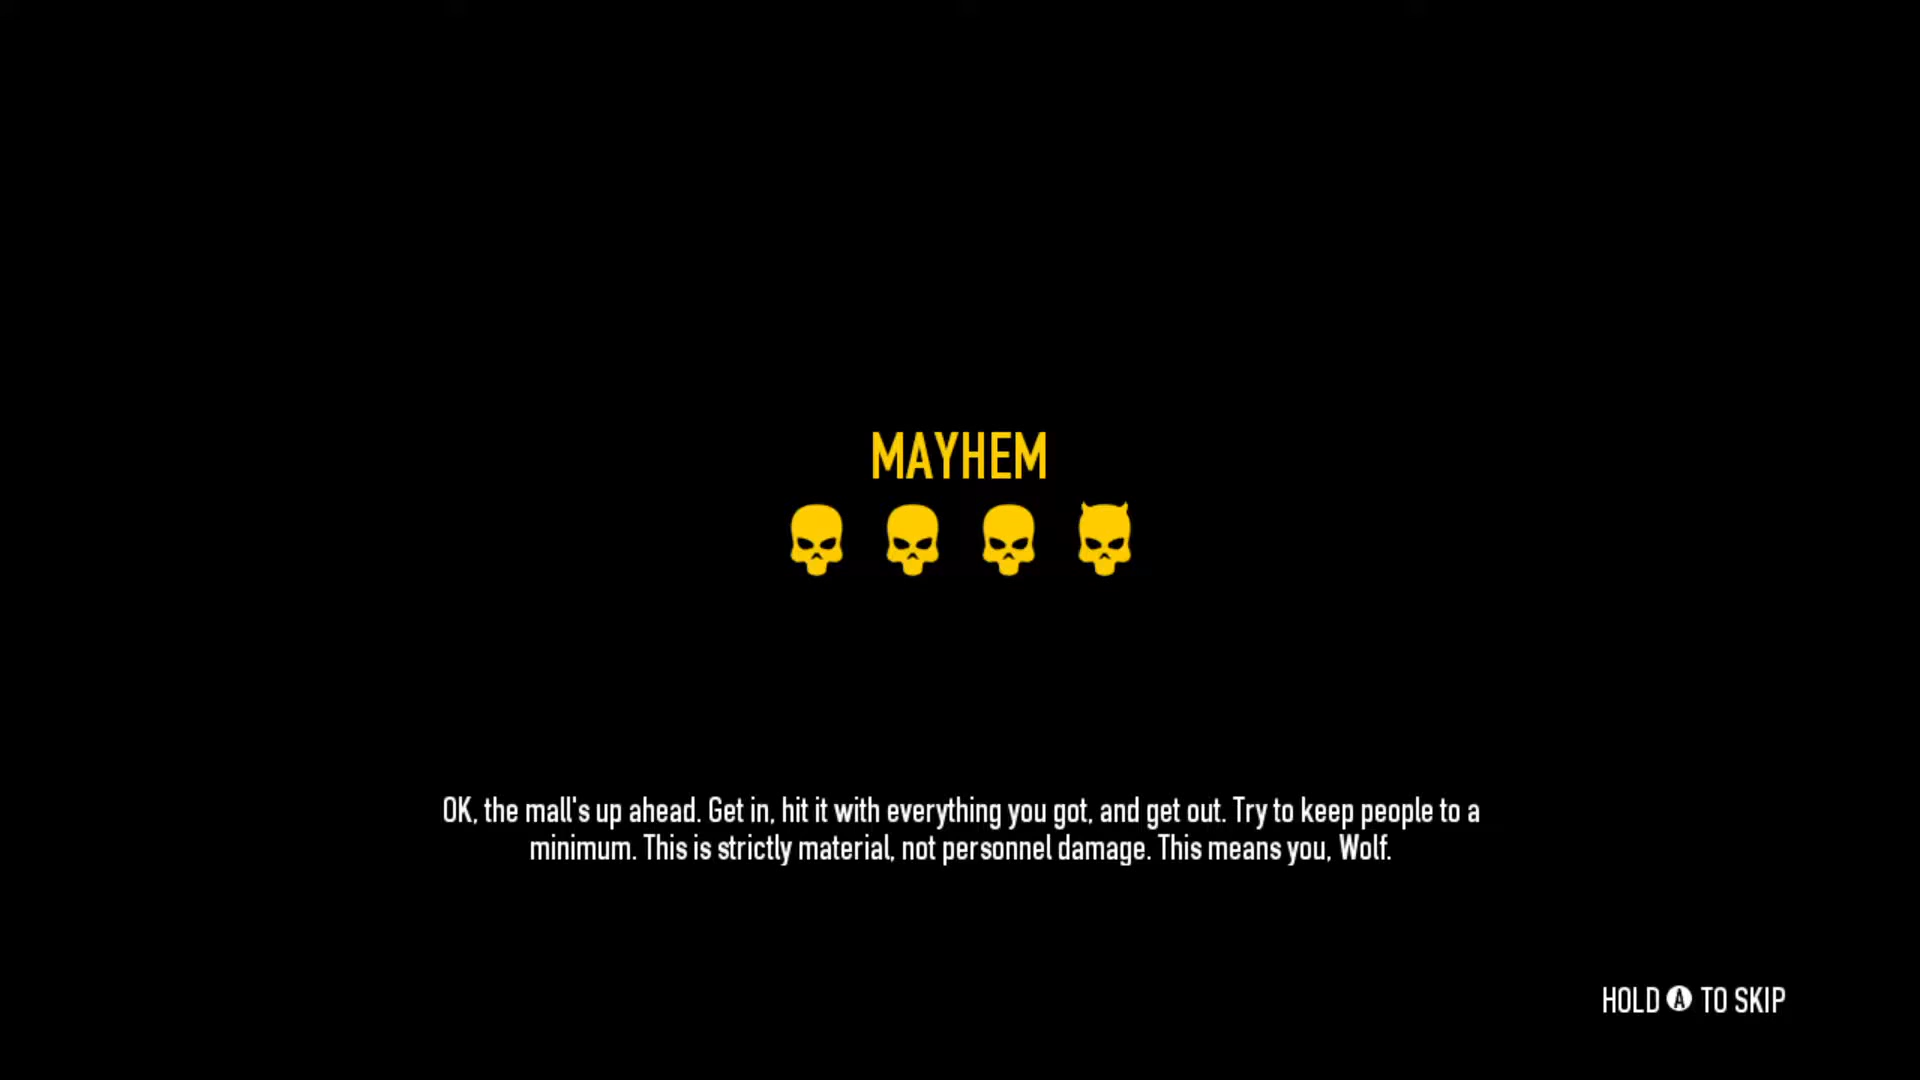 MAYHEM
OK, the mall's up ahead. Get in, hit it with everything you got, and get out. Try to keep people to a
minimum. This is strictly material, not personnel damage. This means you, Wolf.
HOLD A TO SKIP